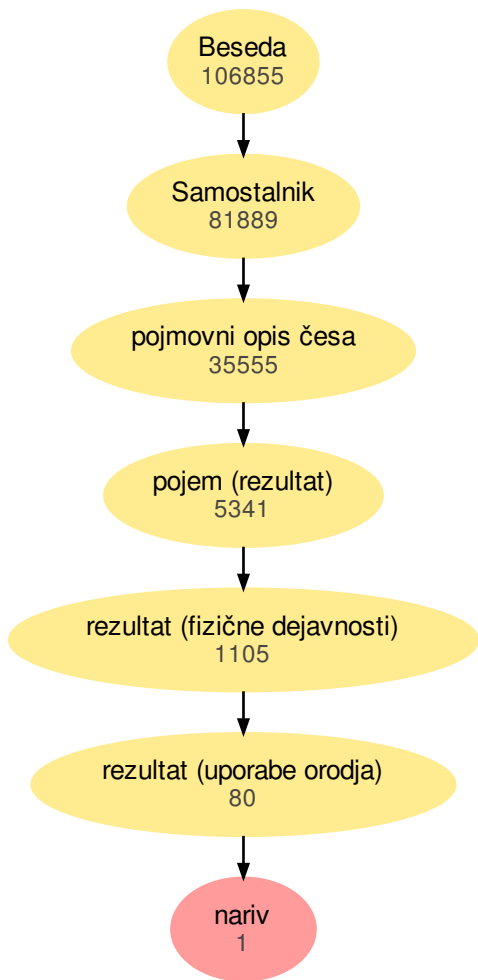 Beseda
106855
Samostalnik
81889
pojmovni opis česa
35555
pojem (rezultat)
5341
rezultat (fizične dejavnosti)
1105
rezultat (uporabe orodja)
80
nariv
1